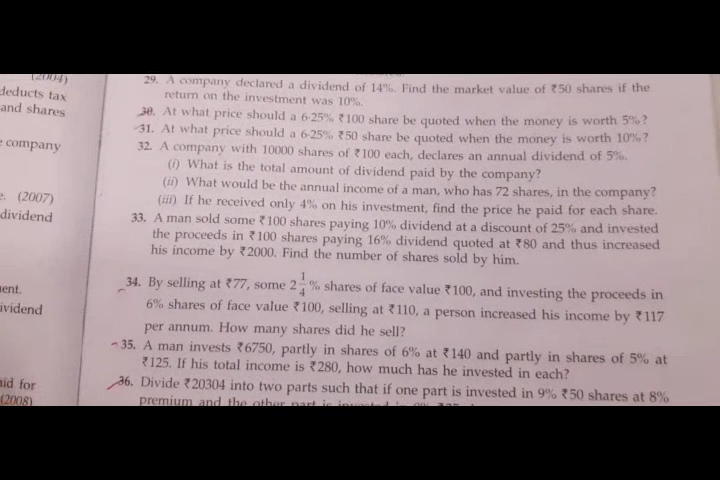 (2004)
deducts tax
and shares
company
(2007)
dividend
ent.
ividend
aid for
(2008)
29. A company declared a dividend of 14%. Find the market value of ₹50 shares if the
return on the investment was 10%.
30. At what price should a 6·25% ₹100 share be quoted when the money is worth 5%?
31. At what price should a 6·25% ₹50 share be quoted when the money is worth 10%?
32. A company with 10000 shares of ₹100 each, declares an annual dividend of 5%.
(i) What is the total amount of dividend paid by the company?
(ii) What would be the annual income of a man, who has 72 shares, in the company?
(iii) If he received only 4% on his investment, find the price he paid for each share.
33. A man sold some ₹100 shares paying 10% dividend at a discount of 25% and invested
the proceeds in ₹100 shares paying 16% dividend quoted at ₹80 and thus increased
his income by ₹2000. Find the number of shares sold by him.
34. By selling at ₹77, some 2 1/4 % shares of face value ₹100, and investing the proceeds in
6% shares of face value ₹100, selling at ₹110, a person increased his income by ₹117
per annum. How many shares did he sell?
35. A man invests ₹6750, partly in shares of 6% at ₹140 and partly in shares of 5% at
₹125. If his total income is ₹280, how much has he invested in each?
36. Divide ₹20304 into two parts such that if one part is invested in 9% ₹50 shares at 8%
premium and the other part is invested